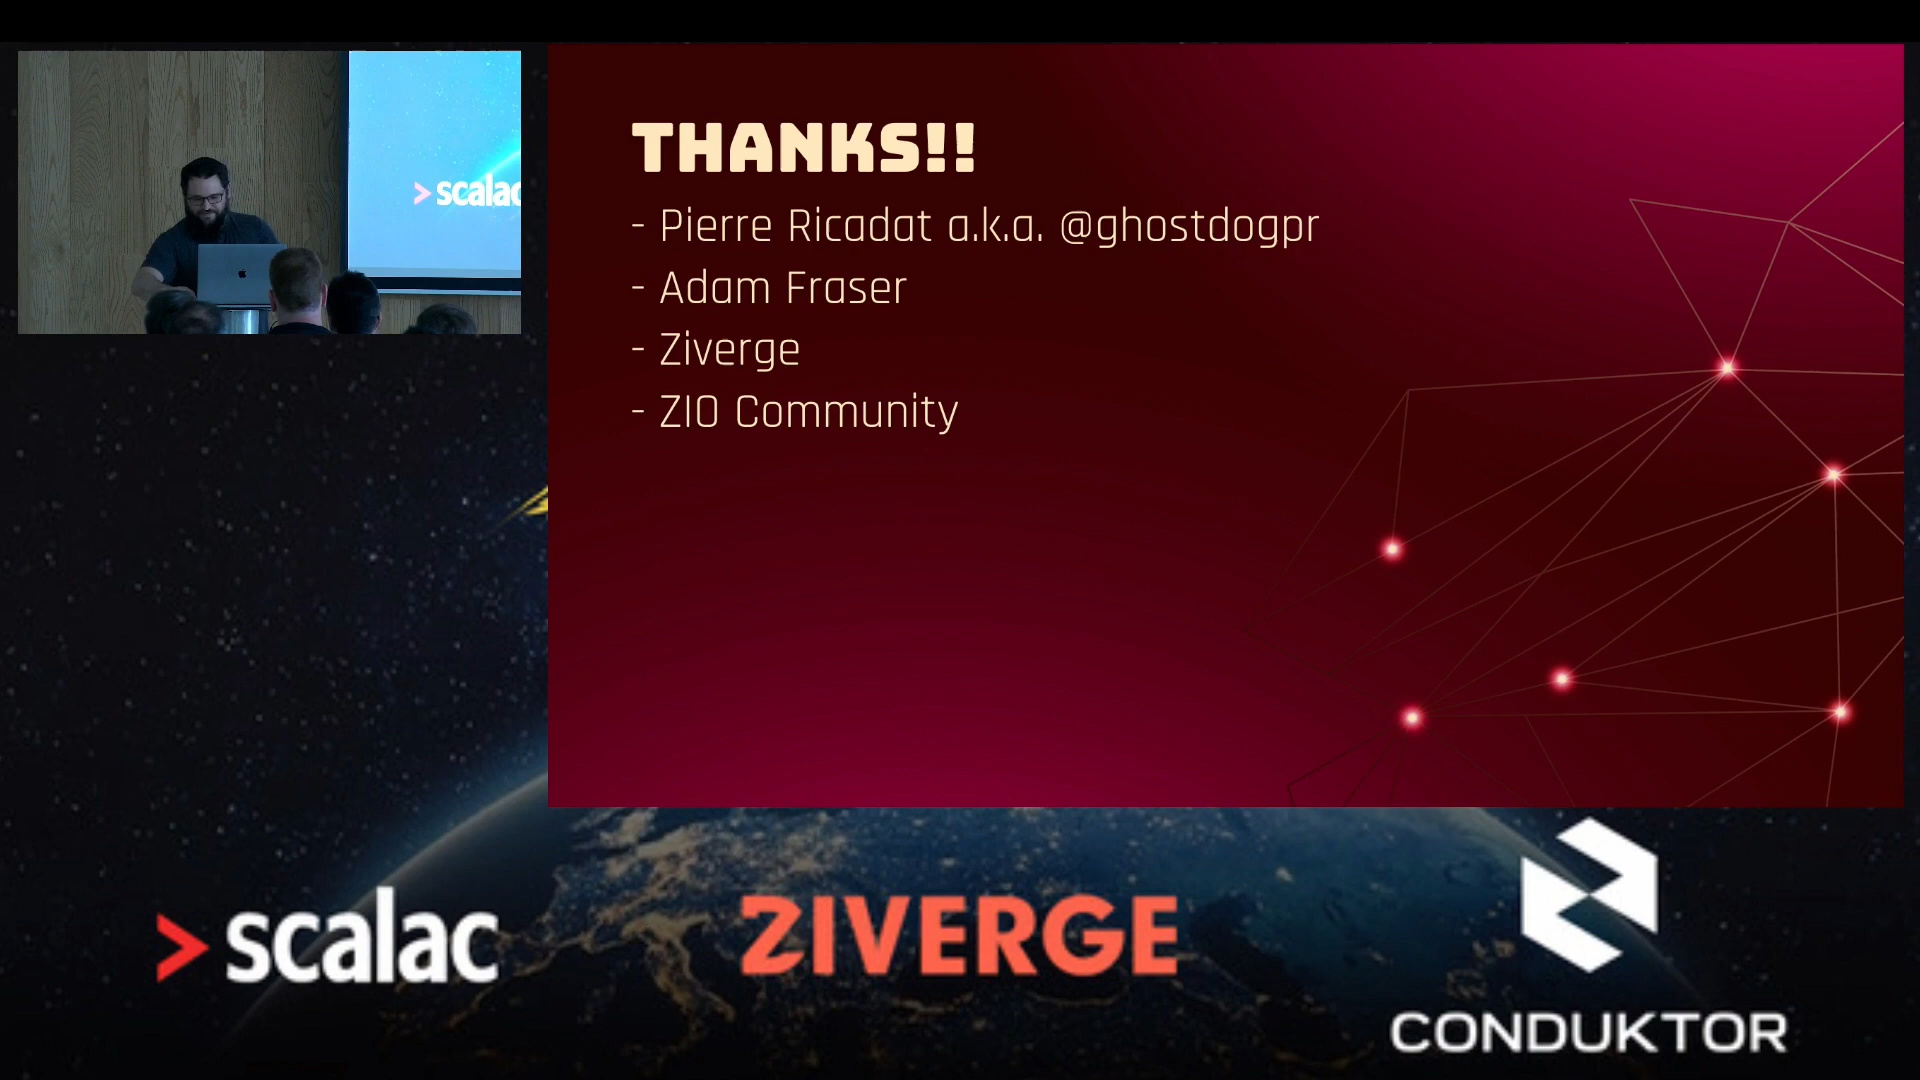 > scalac
THANKS!!
- Pierre Ricadat a.k.a. @ghostdogpr
- Adam Fraser
- Ziverge
- ZIO Community
> scalac
ZIVERGE
CONDUKTOR